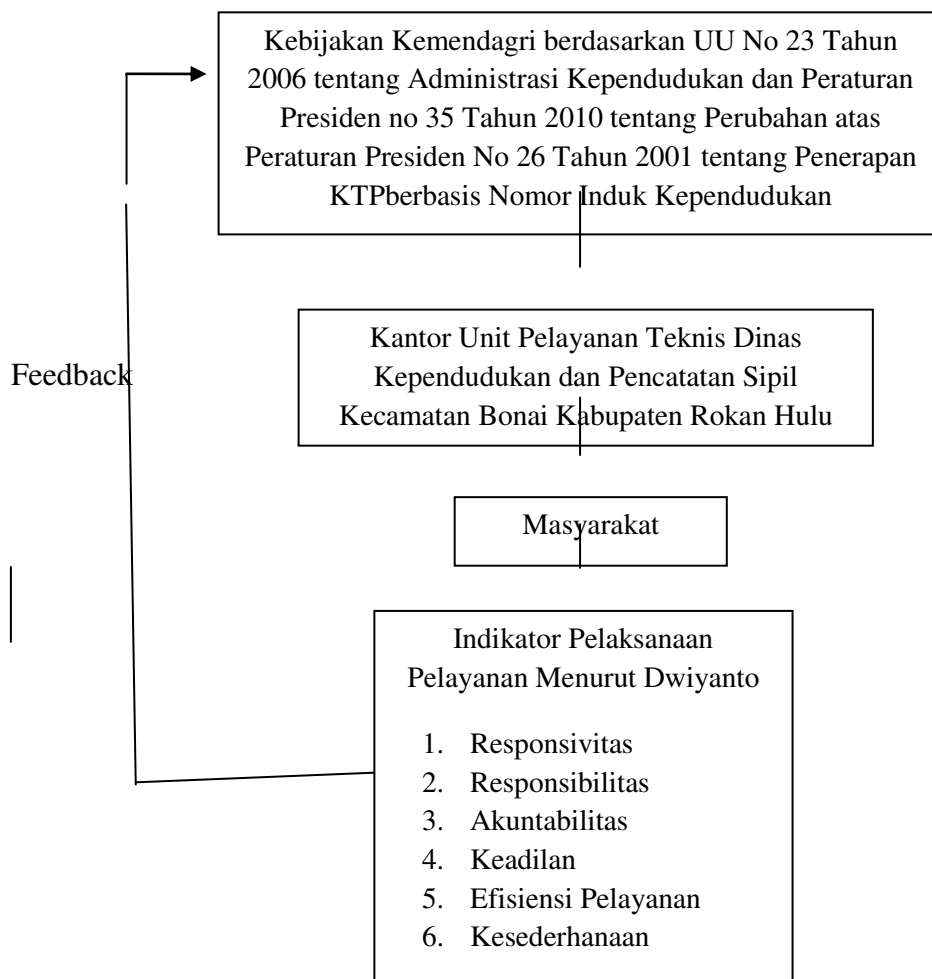 Kebijakan Kemendagri berdasarkan UU No 23 Tahun
2006 tentang Administrasi Kependudukan dan Peraturan
Presiden no 35 Tahun 2010 tentang Perubahan atas
Peraturan Presiden No 26 Tahun 2001 tentang Penerapan
KTPberbasis Nomor Induk Kependudukan
Kantor Unit Pelayanan Teknis Dinas
Kependudukan dan Pencatatan Sipil
Kecamatan Bonai Kabupaten Rokan Hulu
Feedback
Masyarakat
Indikator Pelaksanaan
Pelayanan Menurut Dwiyanto
1. Responsivitas
2. Responsibilitas
3. Akuntabilitas
4. Keadilan
5. Efisiensi Pelayanan
6. Kesederhanaan